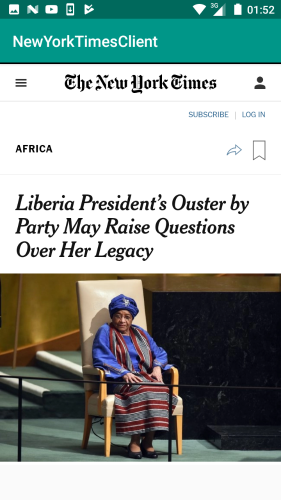 3G 01:52
NewYorkTimesClient
The New York Times
SUBSCRIBE | LOG IN
AFRICA
Liberia President’s Ouster by
Party May Raise Questions
Over Her Legacy